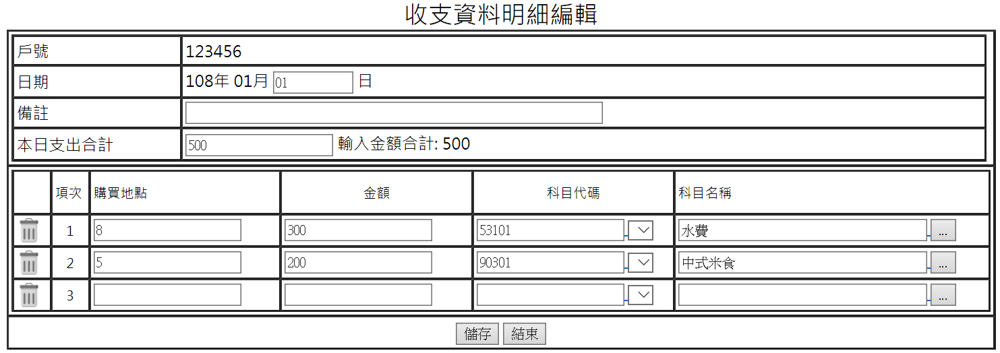 收支資料明細編輯
戶號 123456
日期 108年 01月 01 日
備註
本日支出合計 500 輸入金額合計: 500
項次 購買地點 金額 科目代碼 科目名稱
1 8 300 53101 水費 ...
2 5 200 90301 中式米食 ...
3 ...
儲存 結束